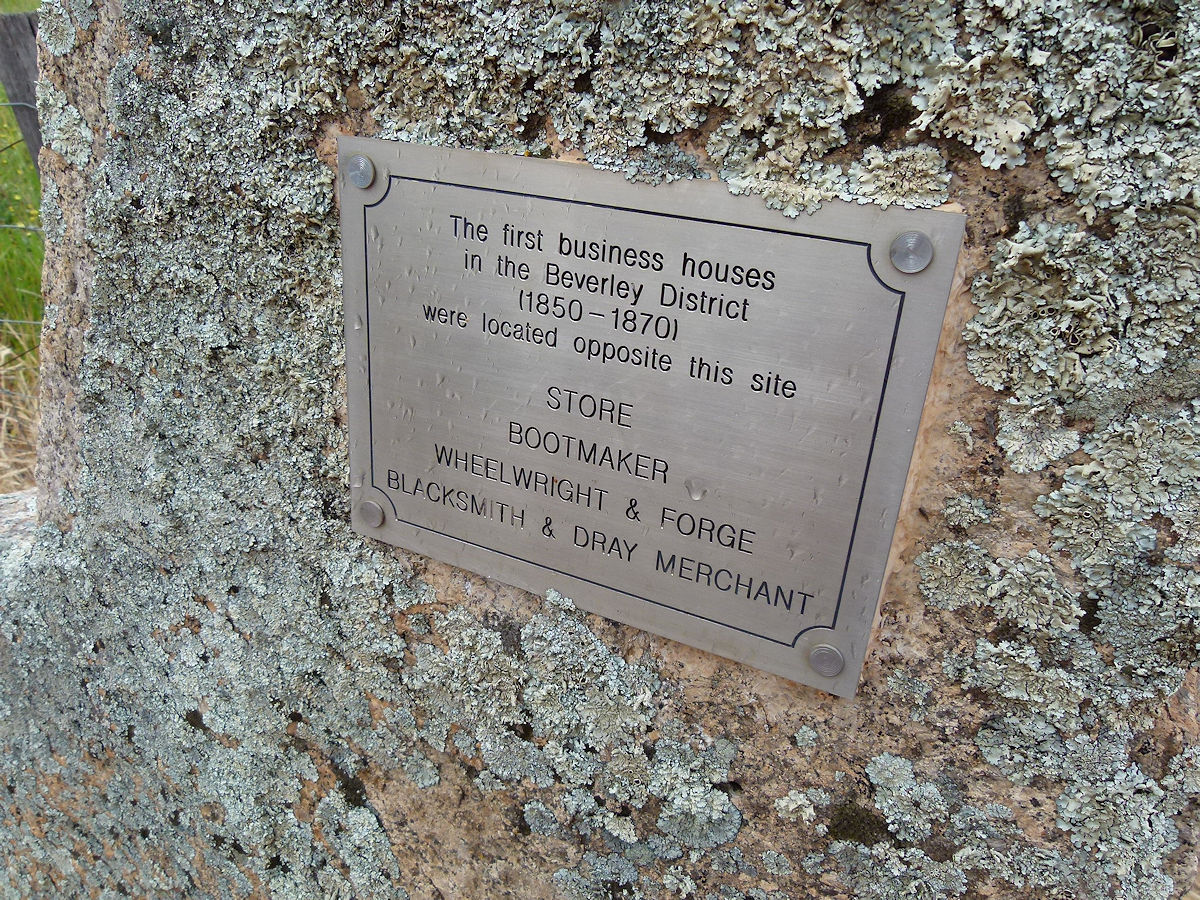 The first business houses
in the Beverley District
(1850-1870)
were located opposite this site
STORE
BOOTMAKER
WHEELWRIGHT & FORGE
BLACKSMITH & DRAY MERCHANT